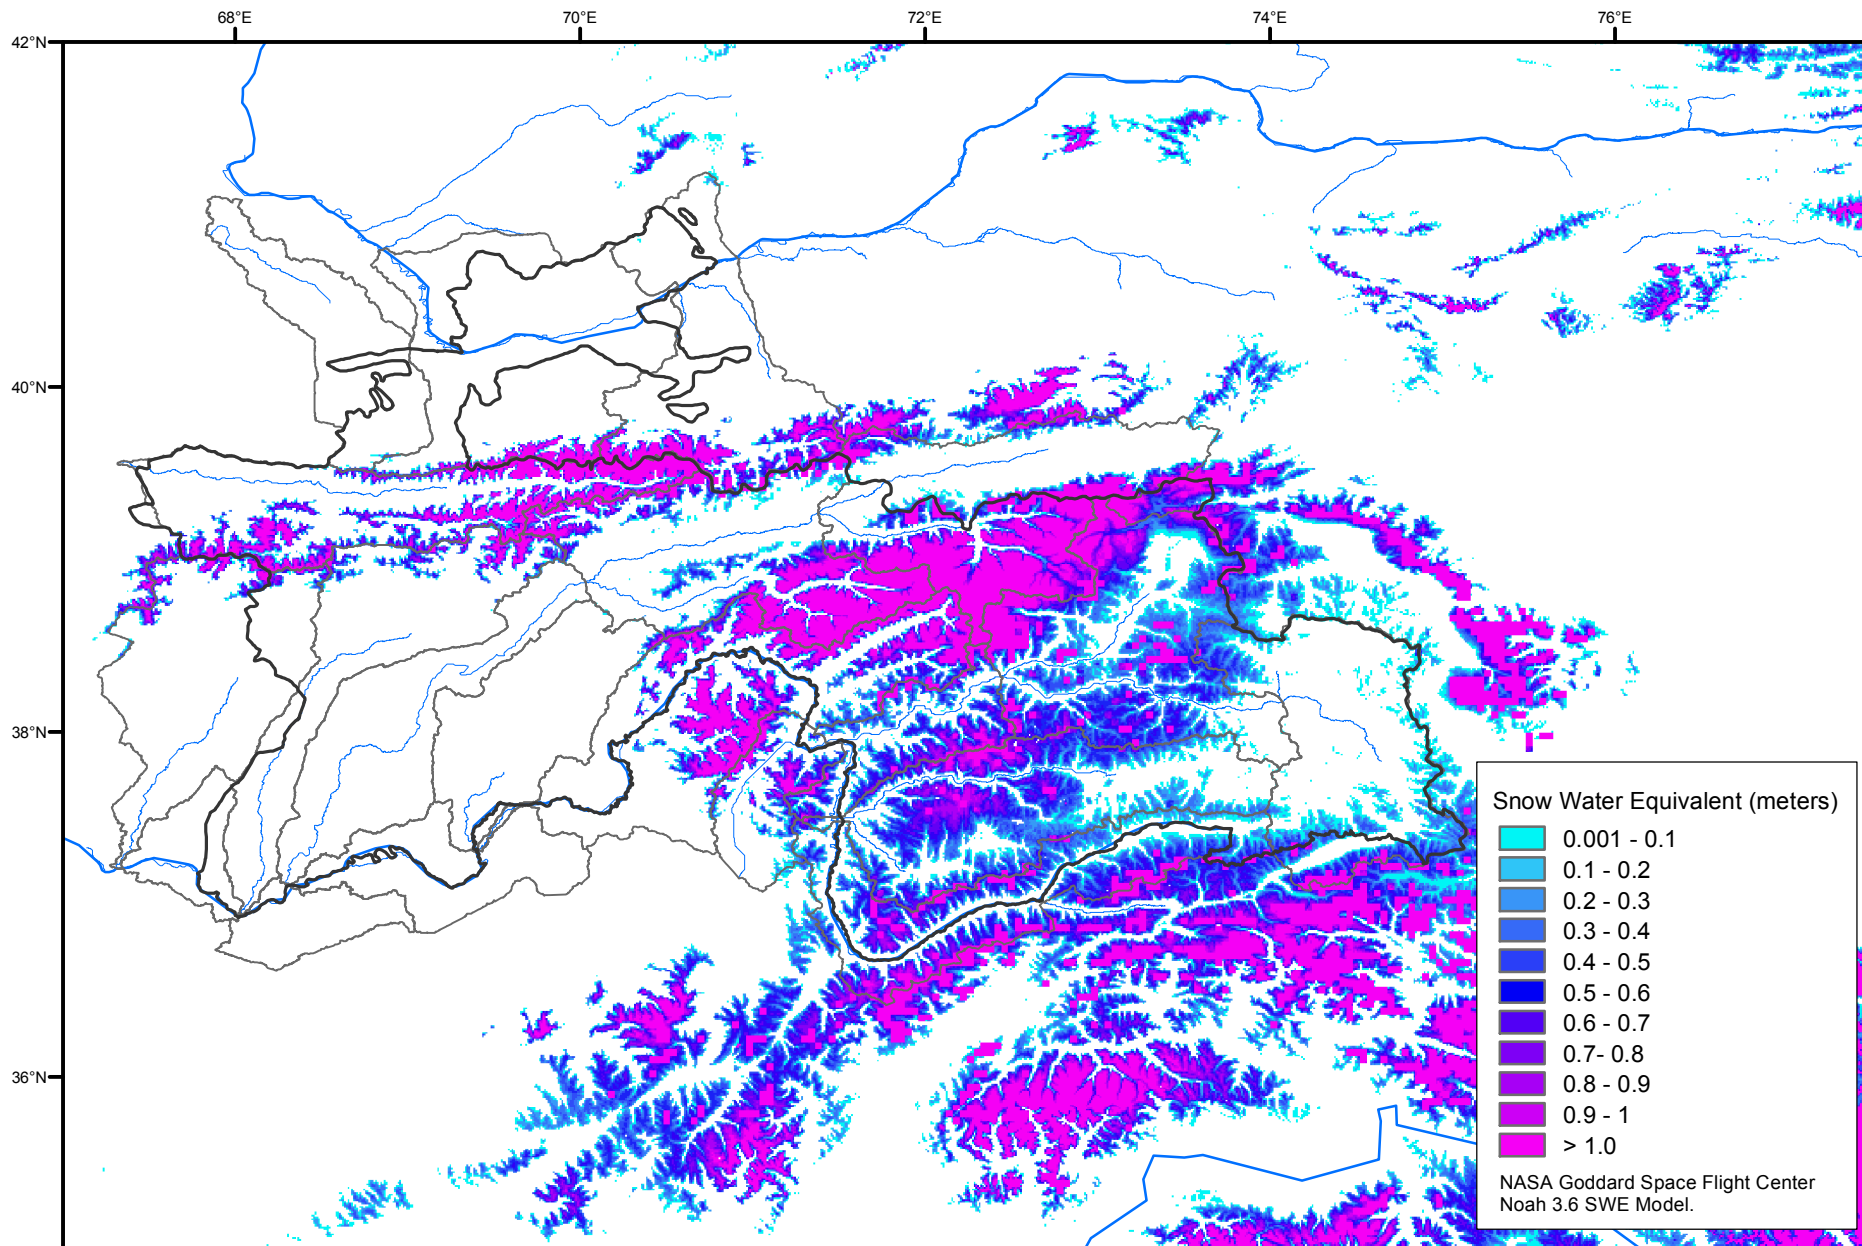 68°E 70°E 72°E 74°E 76°E
42°N
40°N
38°N
36°N
Snow Water Equivalent (meters)
0.001 - 0.1
0.1 - 0.2
0.2 - 0.3
0.3 - 0.4
0.4 - 0.5
0.5 - 0.6
0.6 - 0.7
0.7- 0.8
0.8 - 0.9
0.9 - 1
> 1.0
NASA Goddard Space Flight Center
Noah 3.6 SWE Model.